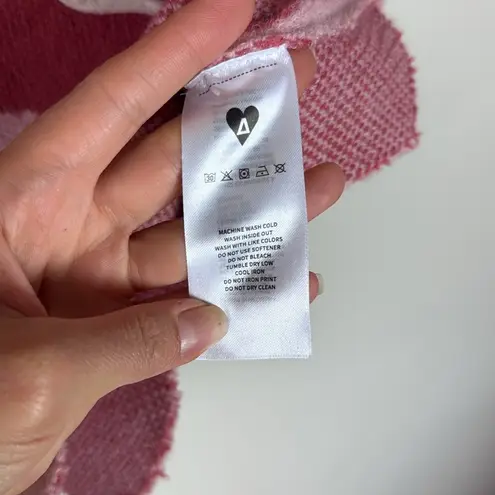 MACHINE WASH COLD
WASH INSIDE OUT
WASH WITH LIKE COLORS
DO NOT USE SOFTENER
DO NOT BLEACH
TUMBLE DRY LOW
COOL IRON
DO NOT IRON PRINT
DO NOT DRY CLEAN